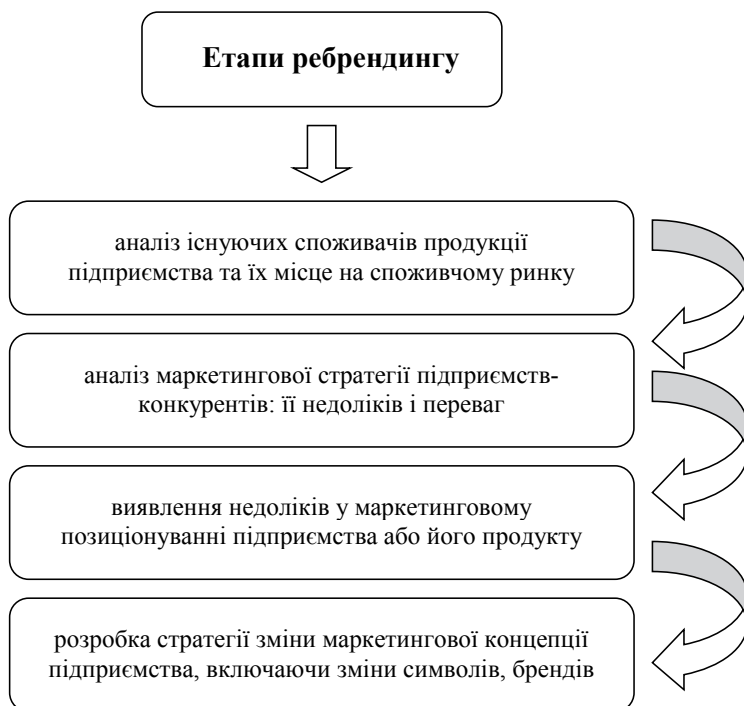 Етапи ребрендингу
аналіз існуючих споживачів продукції
підприємства та їх місце на споживчому ринку
аналіз маркетингової стратегії підприємств-
конкурентів: її недоліків і переваг
виявлення недоліків у маркетинговому
позиціонуванні підприємства або його продукту
розробка стратегії зміни маркетингової концепції
підприємства, включаючи зміни символів, брендів